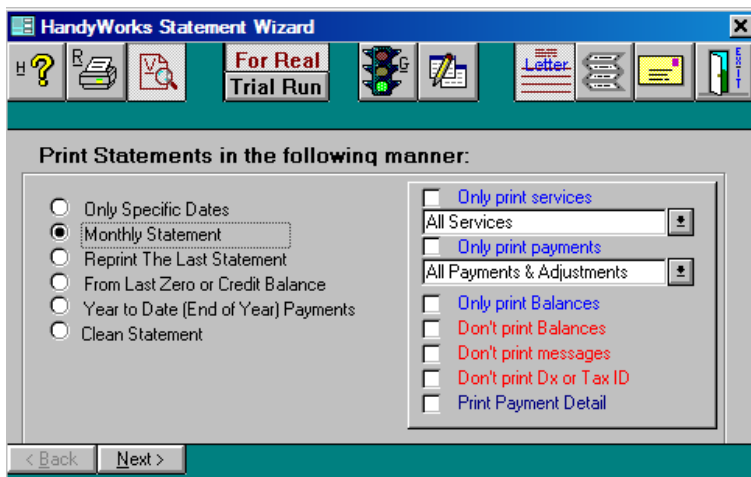 HandyWorks Statement Wizard
H
R
V
For Real
Trial Run
G
Letter
EXIT
Print Statements in the following manner:
Only Specific Dates
Monthly Statement
Reprint The Last Statement
From Last Zero or Credit Balance
Year to Date (End of Year) Payments
Clean Statement
Only print services
All Services
Only print payments
All Payments & Adjustments
Only print Balances
Don't print Balances
Don't print messages
Don't print Dx or Tax ID
Print Payment Detail
< Back
Next >